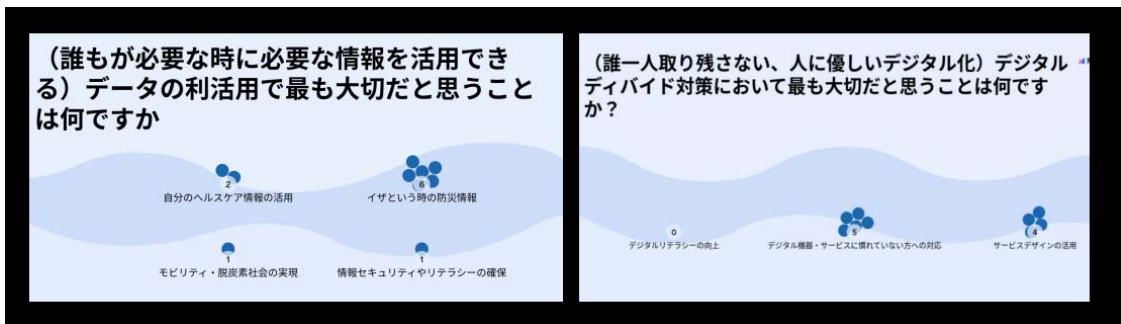 （誰もが必要な時に必要な情報を活用でき
る）データの利活用で最も大切だと思うこと
は何ですか
2
自分のヘルスケア情報の活用
6
イザという時の防災情報
1
モビリティ・脱炭素社会の実現
1
情報セキュリティやリテラシーの確保
（誰一人取り残さない、人に優しいデジタル化）デジタル
ディバイド対策において最も大切だと思うことは何です
か？
0
デジタルリテラシーの向上
5
デジタル機器・サービスに慣れていない方への対応
4
サービスデザインの活用